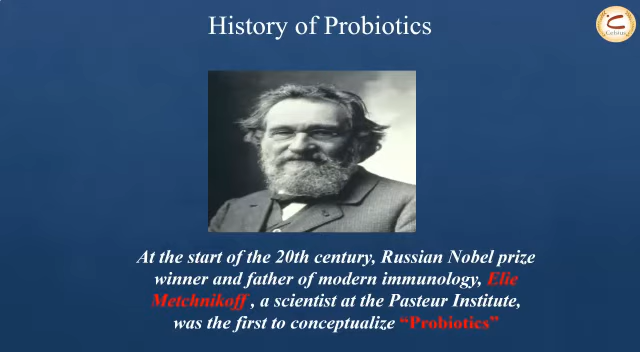 History of Probiotics
At the start of the 20th century, Russian Nobel prize
winner and father of modern immunology, Elie
Metchnikoff , a scientist at the Pasteur Institute,
was the first to conceptualize “Probiotics”